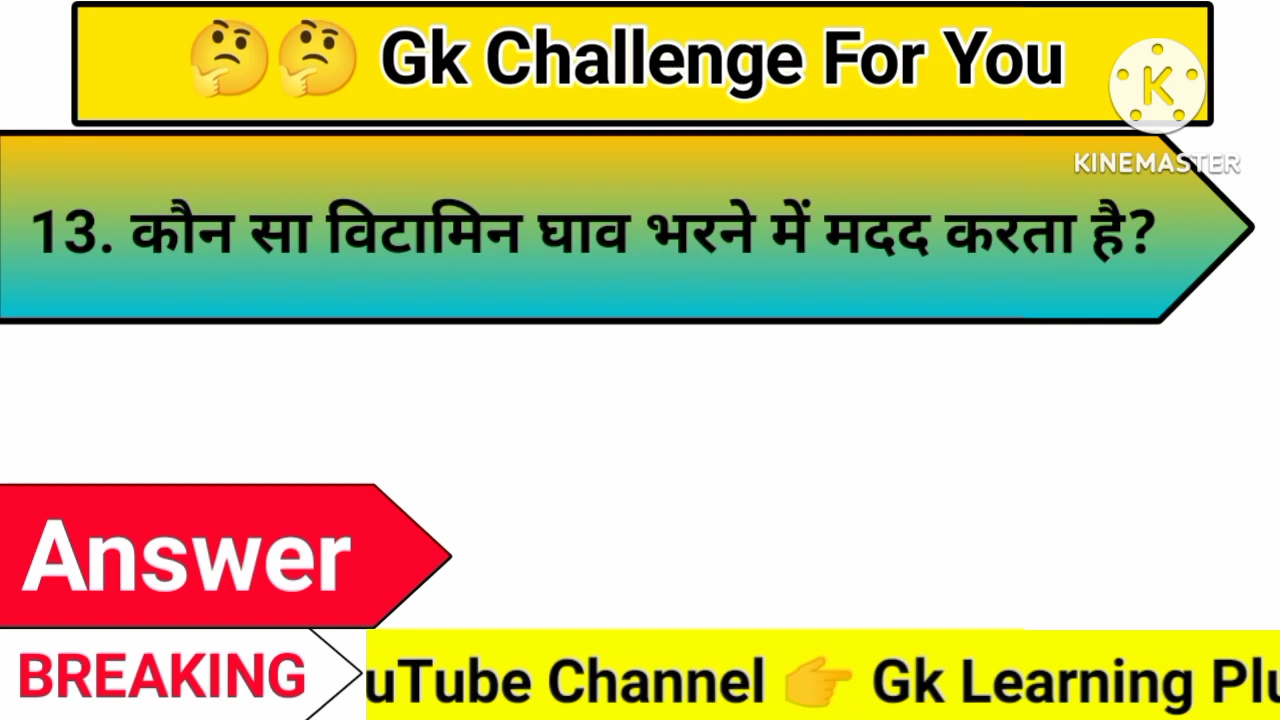 🤔🤔 Gk Challenge For You
KINEMASTER
13. कौन सा विटामिन घाव भरने में मदद करता है?
Answer
BREAKING
uTube Channel 👉 Gk Learning Plu